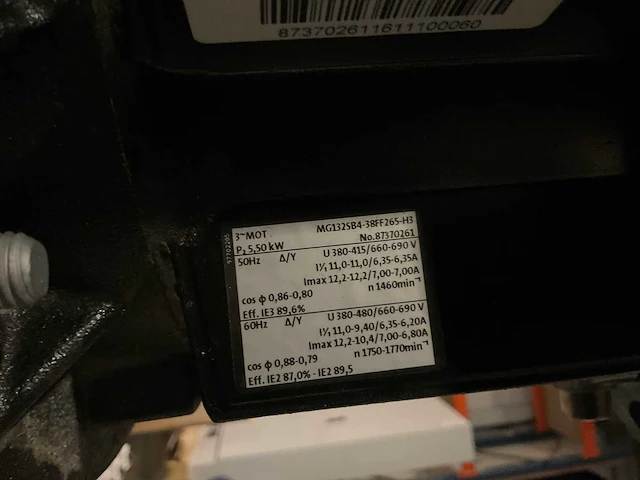 873702611611100060
97702205
3~MOT MG132SB4-38FF265-H3
P₂ 5,50 kW No.87370261
50Hz Δ/Y U 380-415/660-690 V
I1/1 11,0-11,0/6,35-6,35A
Imax 12,2-12,2/7,00-7,00A
cos φ 0,86-0,80 n 1460min⁻¹
Eff. IE3 89,6%
60Hz Δ/Y U 380-480/660-690 V
I1/1 11,0-9,40/6,35-6,20A
Imax 12,2-10,4/7,00-6,80A
cos φ 0,88-0,79 n 1750-1770min⁻¹
Eff. IE2 87,0% - IE2 89,5